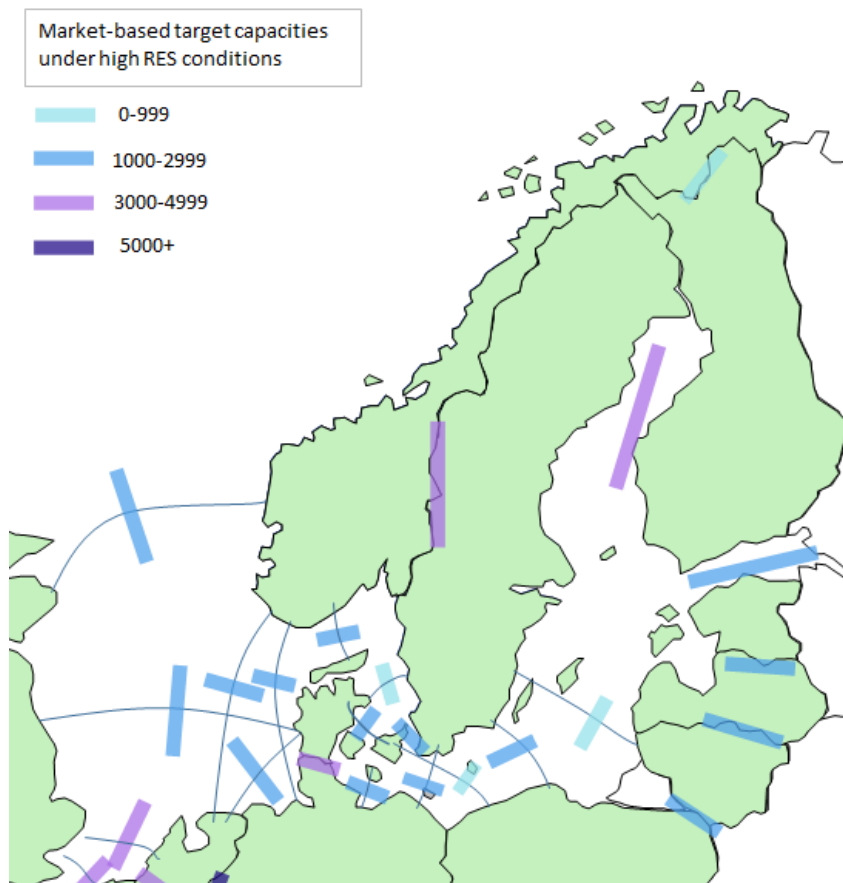 Market-based target capacities
under high RES conditions
0-999
1000-2999
3000-4999
5000+